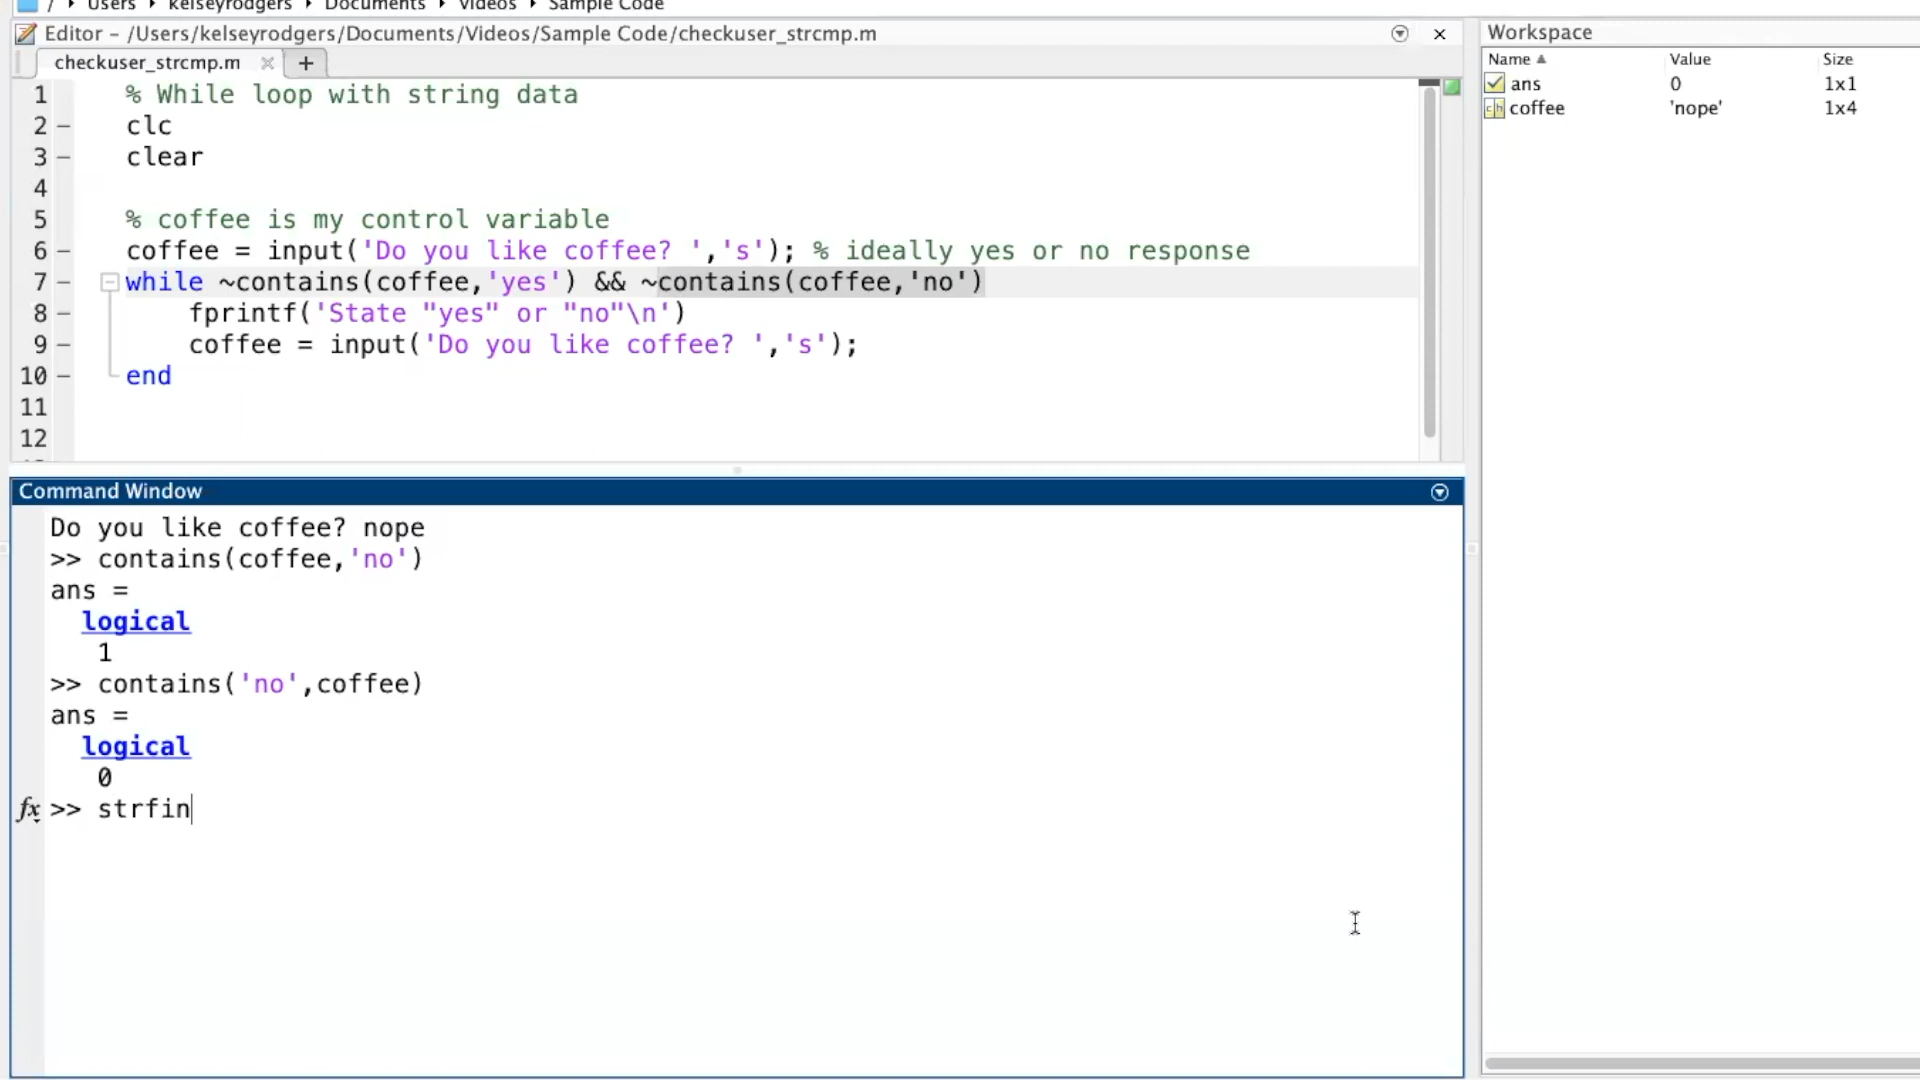 / ▸ Users ▸ kelseyrodgers ▸ Documents ▸ Videos ▸ Sample Code
Editor – /Users/kelseyrodgers/Documents/Videos/Sample Code/checkuser_strcmp.m
checkuser_strcmp.m × +
1 % While loop with string data
2 – clc
3 – clear
4
5 % coffee is my control variable
6 – coffee = input('Do you like coffee? ','s'); % ideally yes or no response
7 – while ~contains(coffee,'yes') && ~contains(coffee,'no')
8 – fprintf('State "yes" or "no"\n')
9 – coffee = input('Do you like coffee? ','s');
10 – end
11
12
Command Window
Do you like coffee? nope
>> contains(coffee,'no')
ans =
logical
1
>> contains('no',coffee)
ans =
logical
0
fx >> strfin
Workspace
Name Value Size
ans 0 1x1
coffee 'nope' 1x4